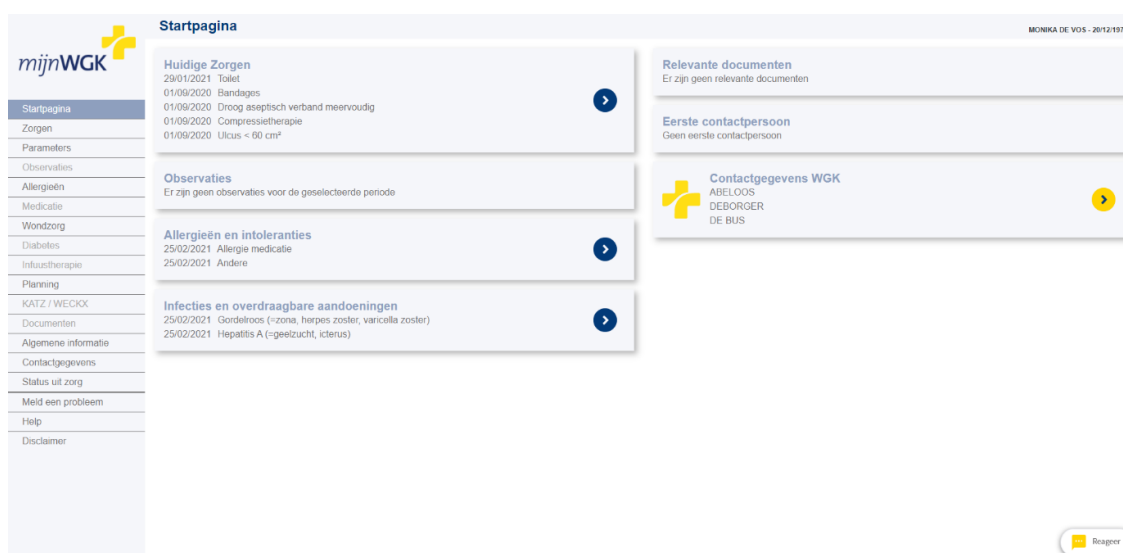 mijnWGK
Startpagina
Zorgen
Parameters
Observaties
Allergieën
Medicatie
Wondzorg
Diabetes
Infuustherapie
Planning
KATZ / WECKX
Documenten
Algemene informatie
Contactgegevens
Status uit zorg
Meld een probleem
Help
Disclaimer
Startpagina
MONIKA DE VOS - 20/12/197
Huidige Zorgen
29/01/2021 Toilet
01/09/2020 Bandages
01/09/2020 Droog aseptisch verband meervoudig
01/09/2020 Compressietherapie
01/09/2020 Ulcus < 60 cm²
Observaties
Er zijn geen observaties voor de geselecteerde periode
Allergieën en intoleranties
25/02/2021 Allergie medicatie
25/02/2021 Andere
Infecties en overdraagbare aandoeningen
25/02/2021 Gordelroos (=zona, herpes zoster, varicella zoster)
25/02/2021 Hepatitis A (=geelzucht, icterus)
Relevante documenten
Er zijn geen relevante documenten
Eerste contactpersoon
Geen eerste contactpersoon
Contactgegevens WGK
ABELOOS
DEBORGER
DE BUS
Reageer